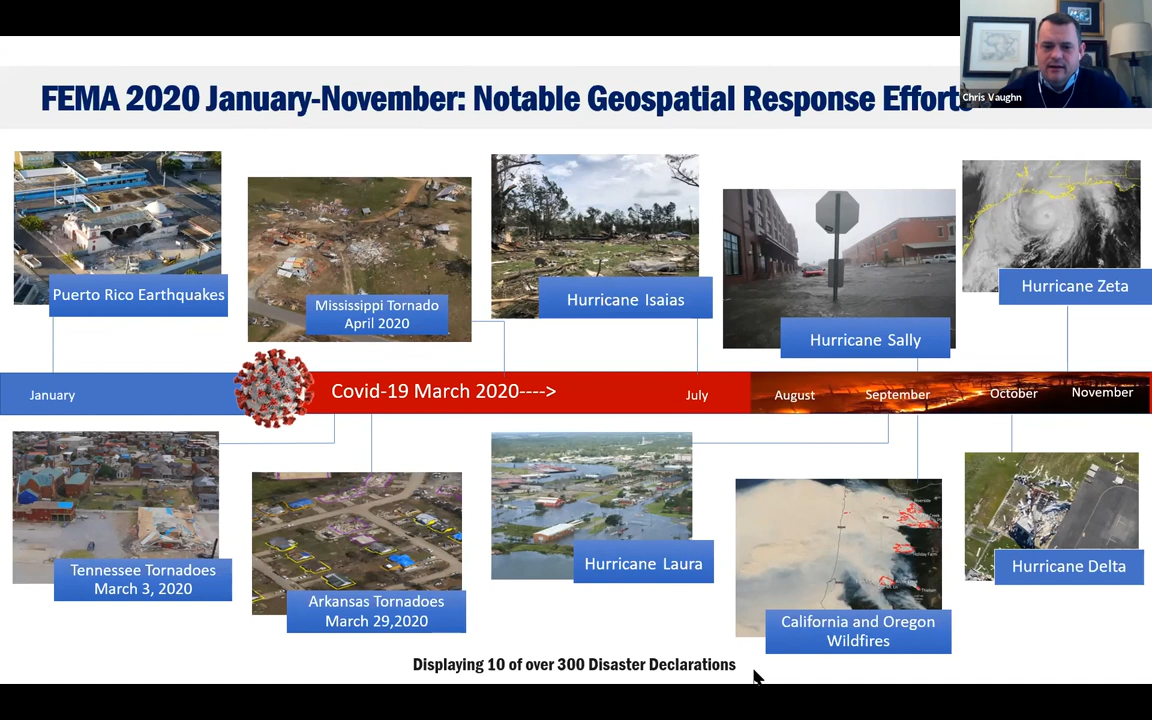 FEMA 2020 January-November: Notable Geospatial Response Efforts
Chris Vaughn
Puerto Rico Earthquakes
Mississippi Tornado
April 2020
Hurricane Isaias
Hurricane Sally
Hurricane Zeta
January
Covid-19 March 2020---->
July
August
September
October
November
Tennessee Tornadoes
March 3, 2020
Arkansas Tornadoes
March 29,2020
Hurricane Laura
California and Oregon
Wildfires
Hurricane Delta
Displaying 10 of over 300 Disaster Declarations